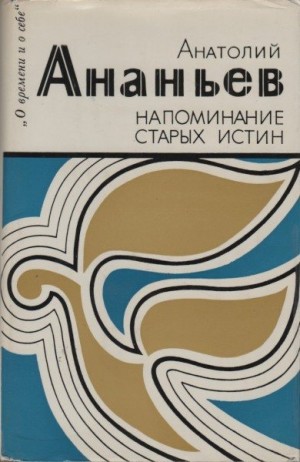 „О времени и о себе“
Анатолий
Ананьев
НАПОМИНАНИЕ
СТАРЫХ ИСТИН